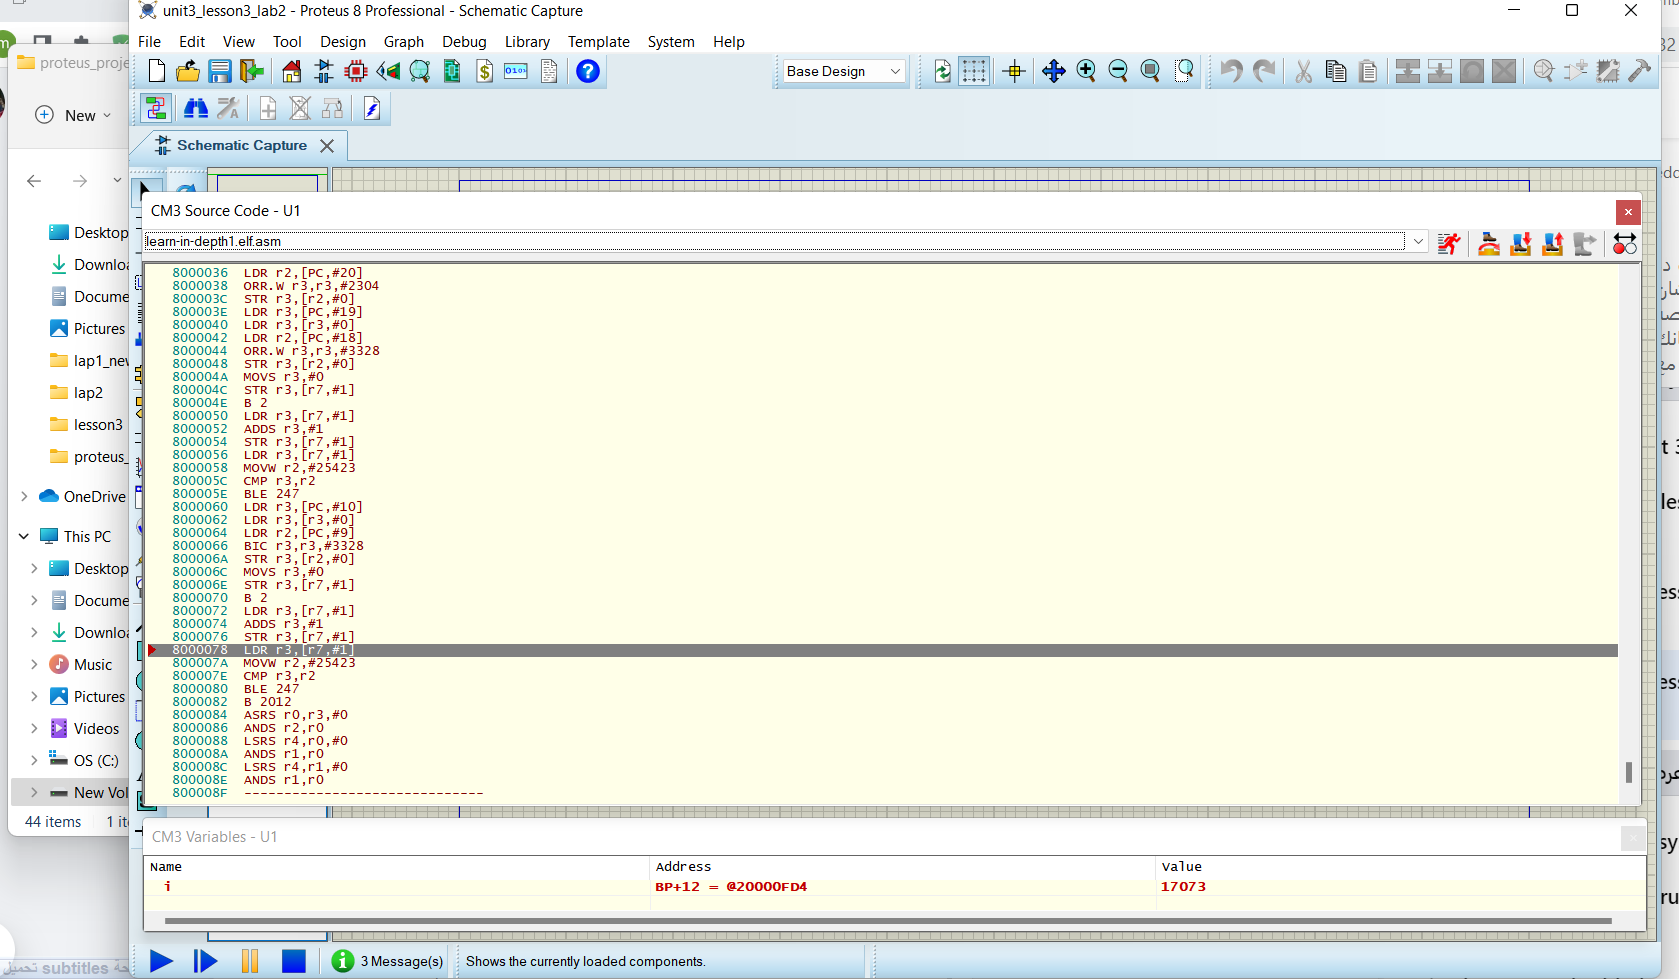 unit3_lesson3_lab2 - Proteus 8 Professional - Schematic Capture
File Edit View Tool Design Graph Debug Library Template System Help
proteus_proje
Base Design
New
Schematic Capture
CM3 Source Code - U1
learn-in-depth1.elf.asm
Desktop
Downlo
Docume
Pictures
lap1_new
lap2
lesson3
proteus_
OneDrive
This PC
Desktop
Docume
Downlo
Music
Pictures
Videos
OS (C:)
New Vol
44 items 1 it
8000036 LDR r2,[PC,#20]
8000038 ORR.W r3,r3,#2304
800003C STR r3,[r2,#0]
800003E LDR r3,[PC,#19]
8000040 LDR r3,[r3,#0]
8000042 LDR r2,[PC,#18]
8000044 ORR.W r3,r3,#3328
8000048 STR r3,[r2,#0]
800004A MOVS r3,#0
800004C STR r3,[r7,#1]
800004E B 2
8000050 LDR r3,[r7,#1]
8000052 ADDS r3,#1
8000054 STR r3,[r7,#1]
8000056 LDR r3,[r7,#1]
8000058 MOVW r2,#25423
800005C CMP r3,r2
800005E BLE 247
8000060 LDR r3,[PC,#10]
8000062 LDR r3,[r3,#0]
8000064 LDR r2,[PC,#9]
8000066 BIC r3,r3,#3328
800006A STR r3,[r2,#0]
800006C MOVS r3,#0
800006E STR r3,[r7,#1]
8000070 B 2
8000072 LDR r3,[r7,#1]
8000074 ADDS r3,#1
8000076 STR r3,[r7,#1]
8000078 LDR r3,[r7,#1]
800007A MOVW r2,#25423
800007E CMP r3,r2
8000080 BLE 247
8000082 B 2012
8000084 ASRS r0,r3,#0
8000086 ANDS r2,r0
8000088 LSRS r4,r0,#0
800008A ANDS r1,r0
800008C LSRS r4,r1,#0
800008E ANDS r1,r0
800008F ------------------------------
CM3 Variables - U1
Name Address Value
i BP+12 = @20000FD4 17073
3 Message(s) Shows the currently loaded components.
subtitles تحميل